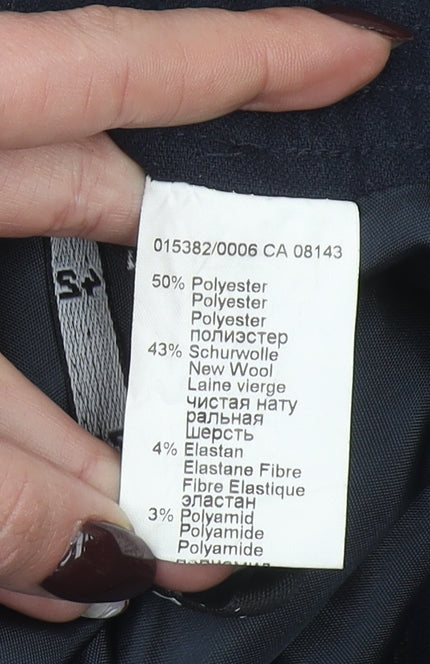 015382/0006 CA 08143
50% Polyester
Polyester
Polyester
полиэстер
43% Schurwolle
New Wool
Laine vierge
чистая нату
ральная
шерсть
4% Elastan
Elastane Fibre
Fibre Elastique
эластан
3% Polyamid
Polyamide
Polyamide
42